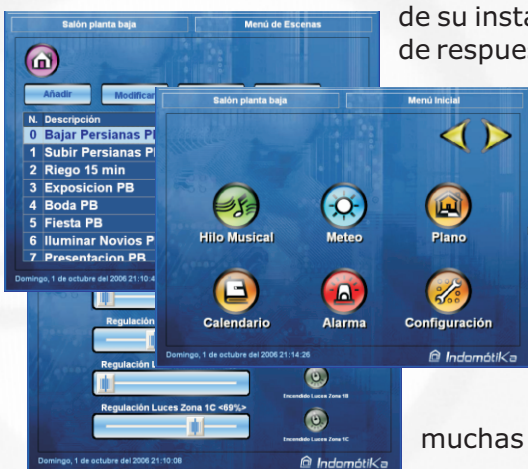 de su insta
de respue
Salón planta baja
Menú de Escenas
Añadir
Modificar
N. Descripción
0 Bajar Persianas P
1 Subir Persianas P
2 Riego 15 min
3 Exposicion PB
4 Boda PB
5 Fiesta PB
6 Iluminar Novios P
7 Presentacion PB
Domingo, 1 de octubre del 2006 21:10:4
Salón planta baja
Menú Inicial
Hilo Musical
Meteo
Plano
Calendario
Alarma
Configuración
Domingo, 1 de octubre del 2006 21:14:26
IndomótiKa
Regulación
Regulación L
Encendido Luces Zona 1B
Regulación Luces Zona 1C <69%>
Encendido Luces Zona 1C
Domingo, 1 de octubre del 2006 21:10:08
IndomótiKa
muchas